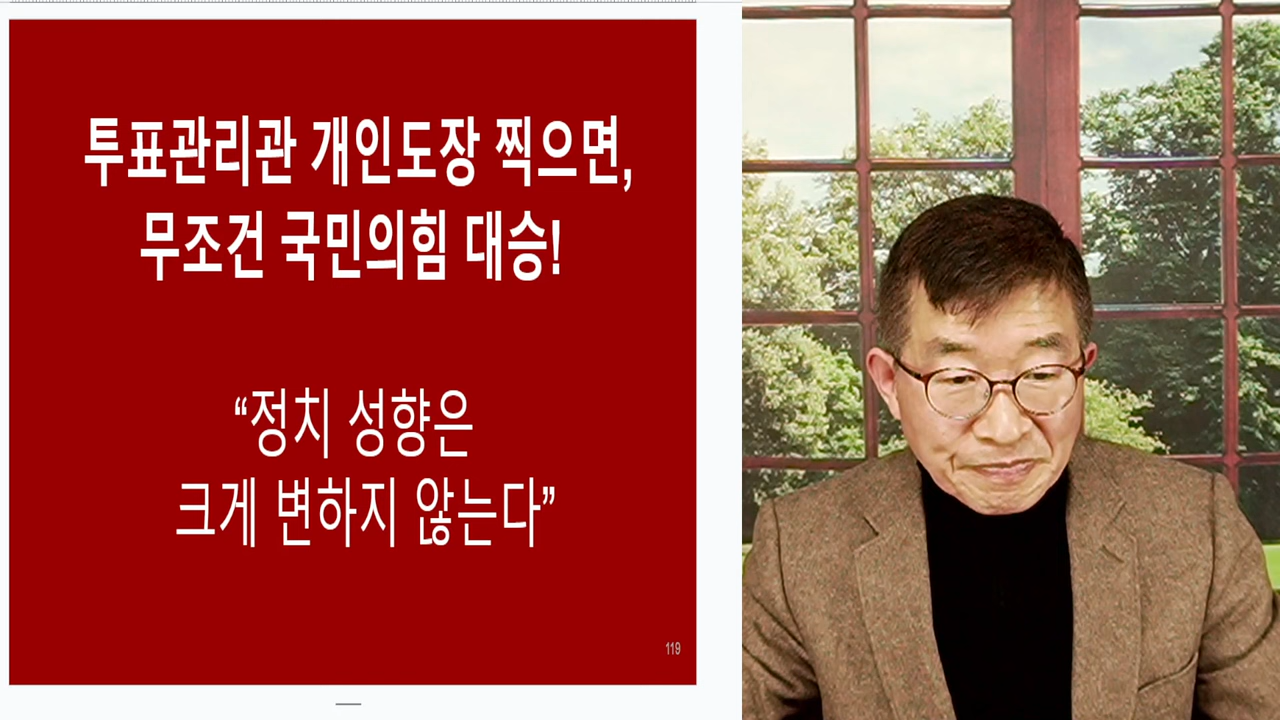 투표관리관 개인도장 찍으면,
무조건 국민의힘 대승!
“정치 성향은
크게 변하지 않는다”
119